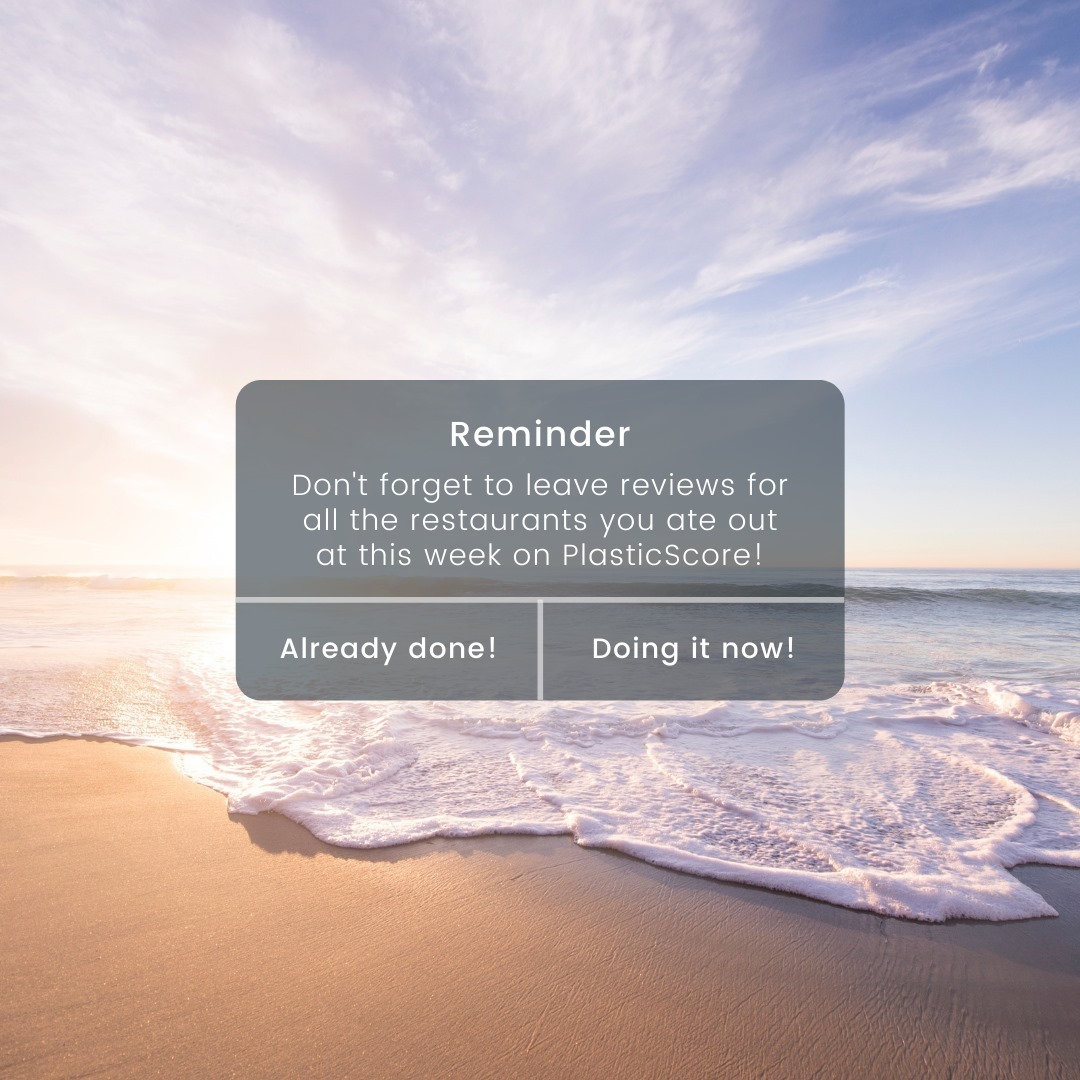 Reminder
Don't forget to leave reviews for
all the restaurants you ate out
at this week on PlasticScore!
Already done!
Doing it now!